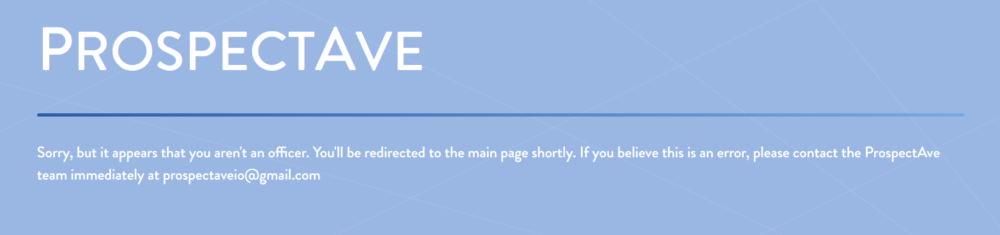 PROSPECTAVE
Sorry, but it appears that you aren't an officer. You'll be redirected to the main page shortly. If you believe this is an error, please contact the ProspectAve
team immediately at prospectaveio@gmail.com